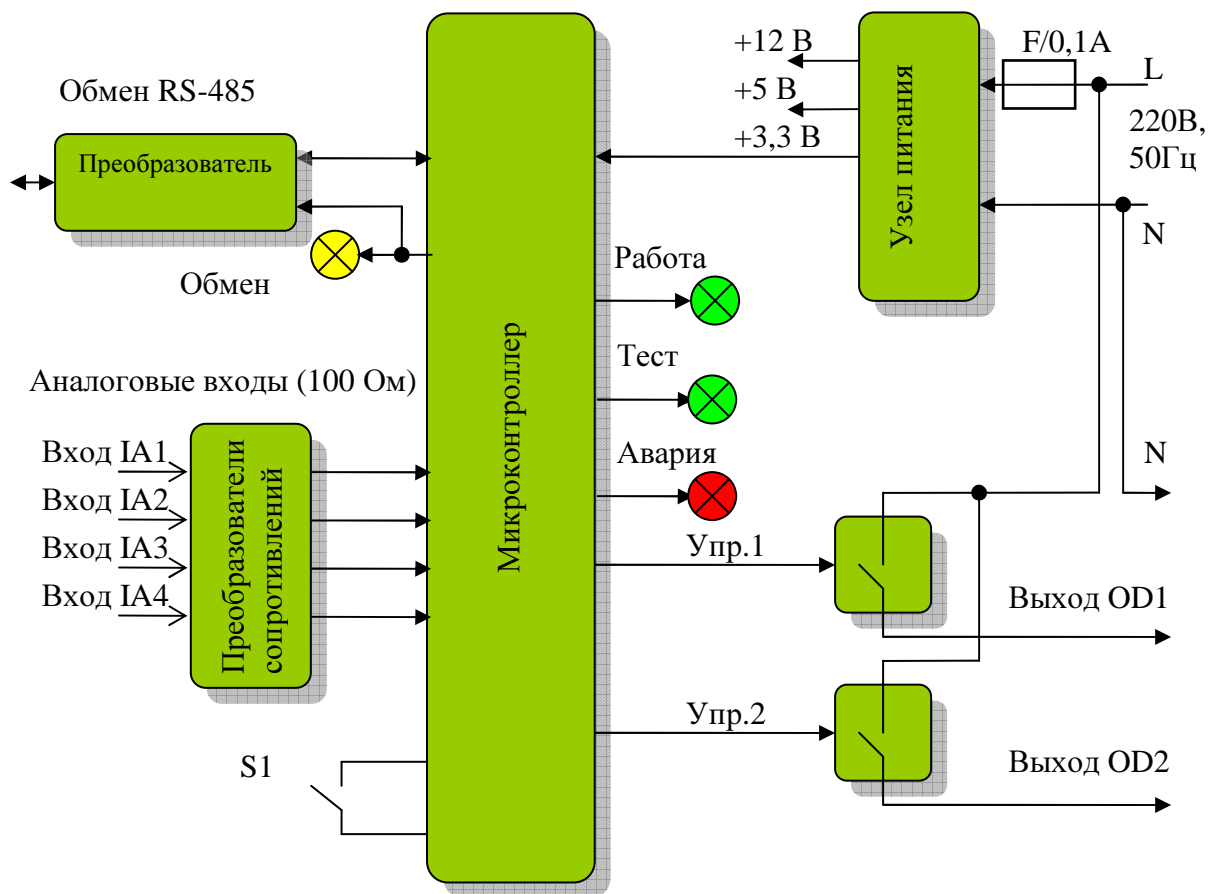 +12 В
F/0,1А
L
Обмен RS-485
+5 В
220В,
50Гц
+3,3 В
Преобразователь
Узел питания
N
Работа
Обмен
Микроконтроллер
Тест
Аналоговые входы (100 Ом)
Авария
N
Вход IA1
Вход IA2
Вход IA3
Вход IA4
Преобразователи
сопротивлений
Упр.1
Выход OD1
Упр.2
S1
Выход OD2